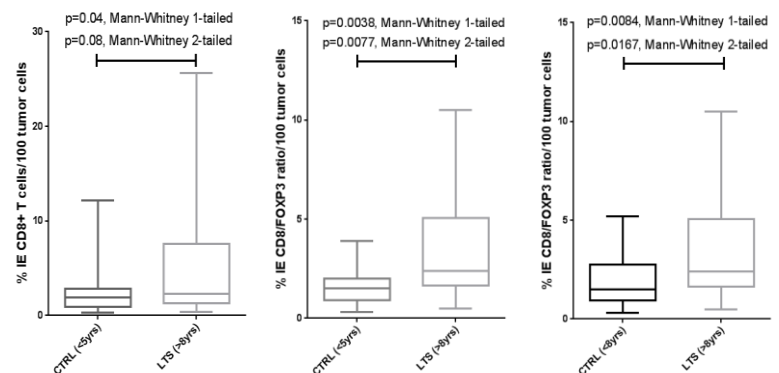 p=0.04, Mann-Whitney 1-tailed
p=0.08, Mann-Whitney 2-tailed
30
20
10
0
% IE CD8+ T cells/100 tumor cells
CTRL (<5yrs)
LTS (>8yrs)
p=0.0038, Mann-Whitney 1-tailed
p=0.0077, Mann-Whitney 2-tailed
15
10
5
0
% IE CD8/FOXP3 ratio/100 tumor cells
CTRL (<5yrs)
LTS (>8yrs)
p=0.0084, Mann-Whitney 1-tailed
p=0.0167, Mann-Whitney 2-tailed
15
10
5
0
% IE CD8/FOXP3 ratio/100 tumor cells
CTRL (<8yrs)
LTS (>8yrs)